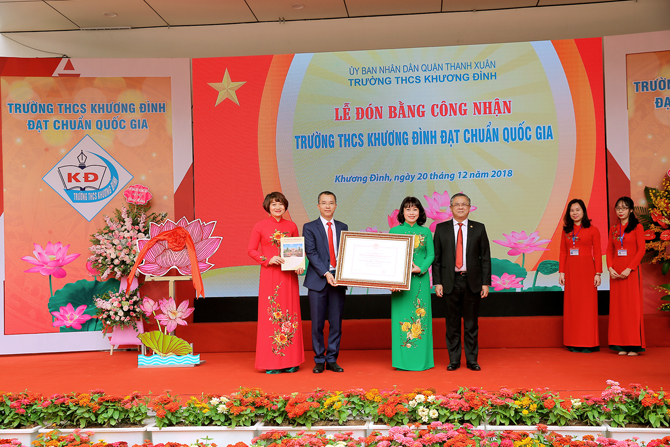 TRƯỜNG THCS KHƯƠNG ĐÌNH
ĐẠT CHUẨN QUỐC GIA
KĐ
TRƯỜNG THCS KHƯƠNG ĐÌNH
ỦY BAN NHÂN DÂN QUẬN THANH XUÂN
TRƯỜNG THCS KHƯƠNG ĐÌNH
LỄ ĐÓN BẰNG CÔNG NHẬN
TRƯỜNG THCS KHƯƠNG ĐÌNH ĐẠT CHUẨN QUỐC GIA
Khương Đình, ngày 20 tháng 12 năm 2018